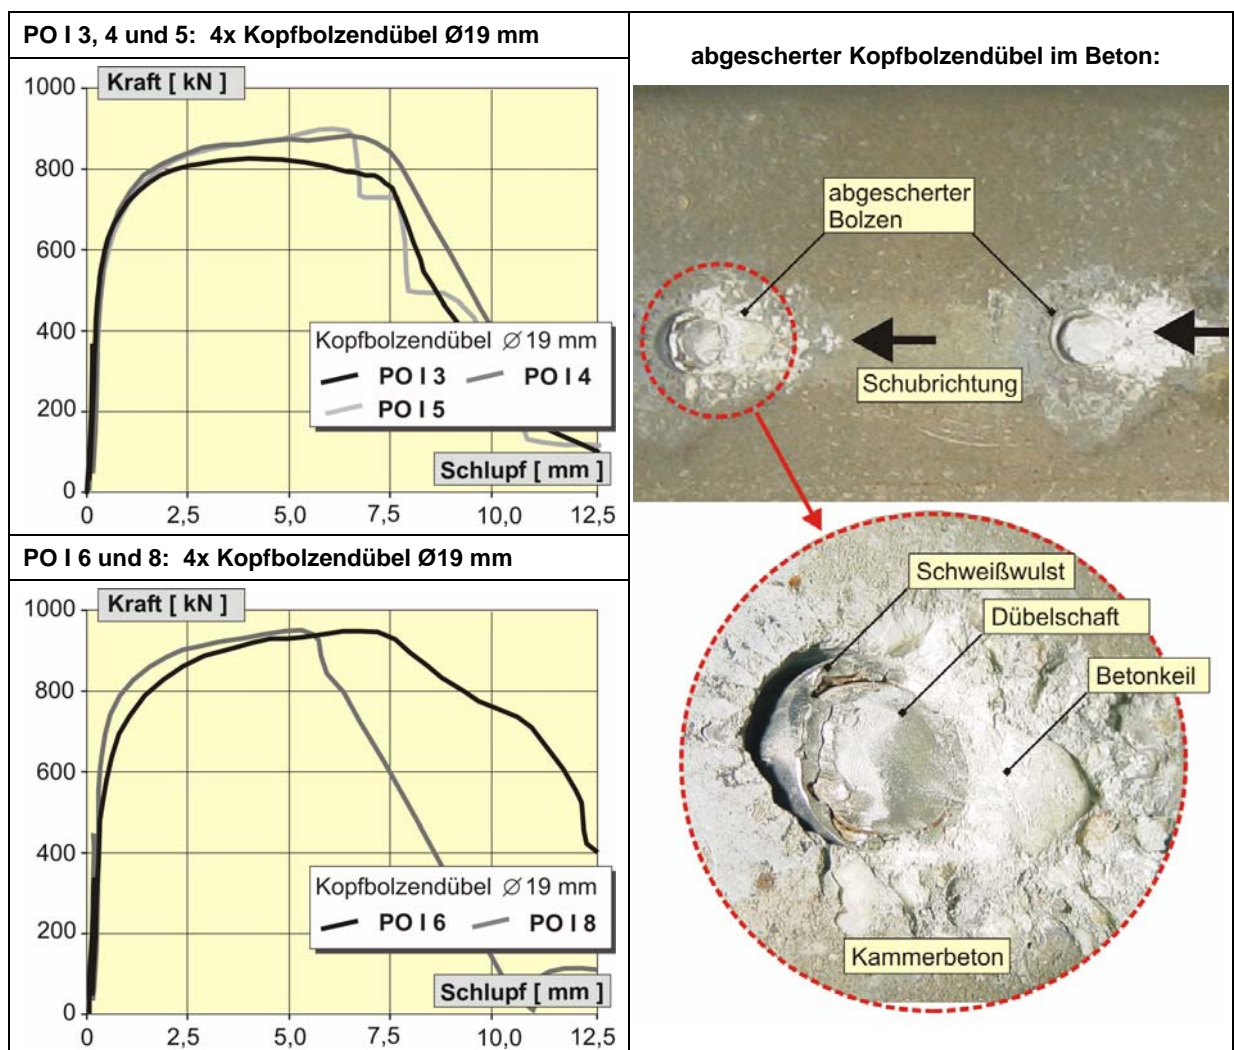 PO I 3, 4 und 5: 4x Kopfbolzendübel Ø19 mm
Kraft [ kN ]
1000
800
600
400
200
0
Kopfbolzendübel ∅ 19 mm
PO I 3 PO I 4
PO I 5
Schlupf [ mm ]
0 2,5 5,0 7,5 10,0 12,5
PO I 6 und 8: 4x Kopfbolzendübel Ø19 mm
Kraft [ kN ]
1000
800
600
400
200
0
Kopfbolzendübel ∅ 19 mm
PO I 6 PO I 8
Schlupf [ mm ]
0 2,5 5,0 7,5 10,0 12,5
abgescherter Kopfbolzendübel im Beton:
abgescherter
Bolzen
Schubrichtung
Schweißwulst
Dübelschaft
Betonkeil
Kammerbeton